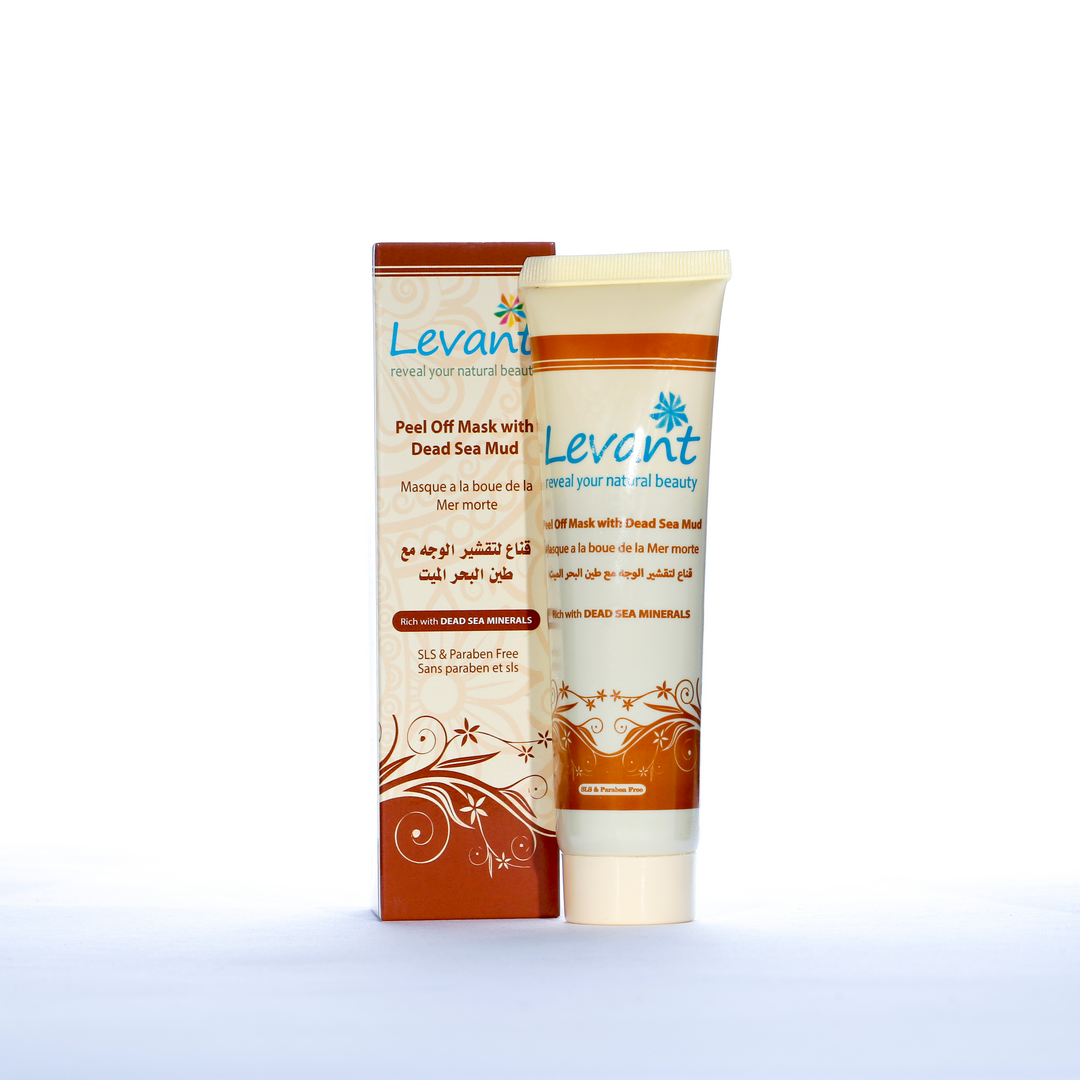 Levant
reveal your natural beaut
Peel Off Mask with
Dead Sea Mud
Masque a la boue de la
Mer morte
قناع لتقشير الوجه مع
طين البحر الميت
Rich with DEAD SEA MINERALS
SLS & Paraben Free
Sans paraben et sls
Levant
reveal your natural beauty
Peel Off Mask with Dead Sea Mud
Masque a la boue de la Mer morte
قناع لتقشير الوجه مع طين البحر الميت
Rich with DEAD SEA MINERALS
SLS & Paraben Free